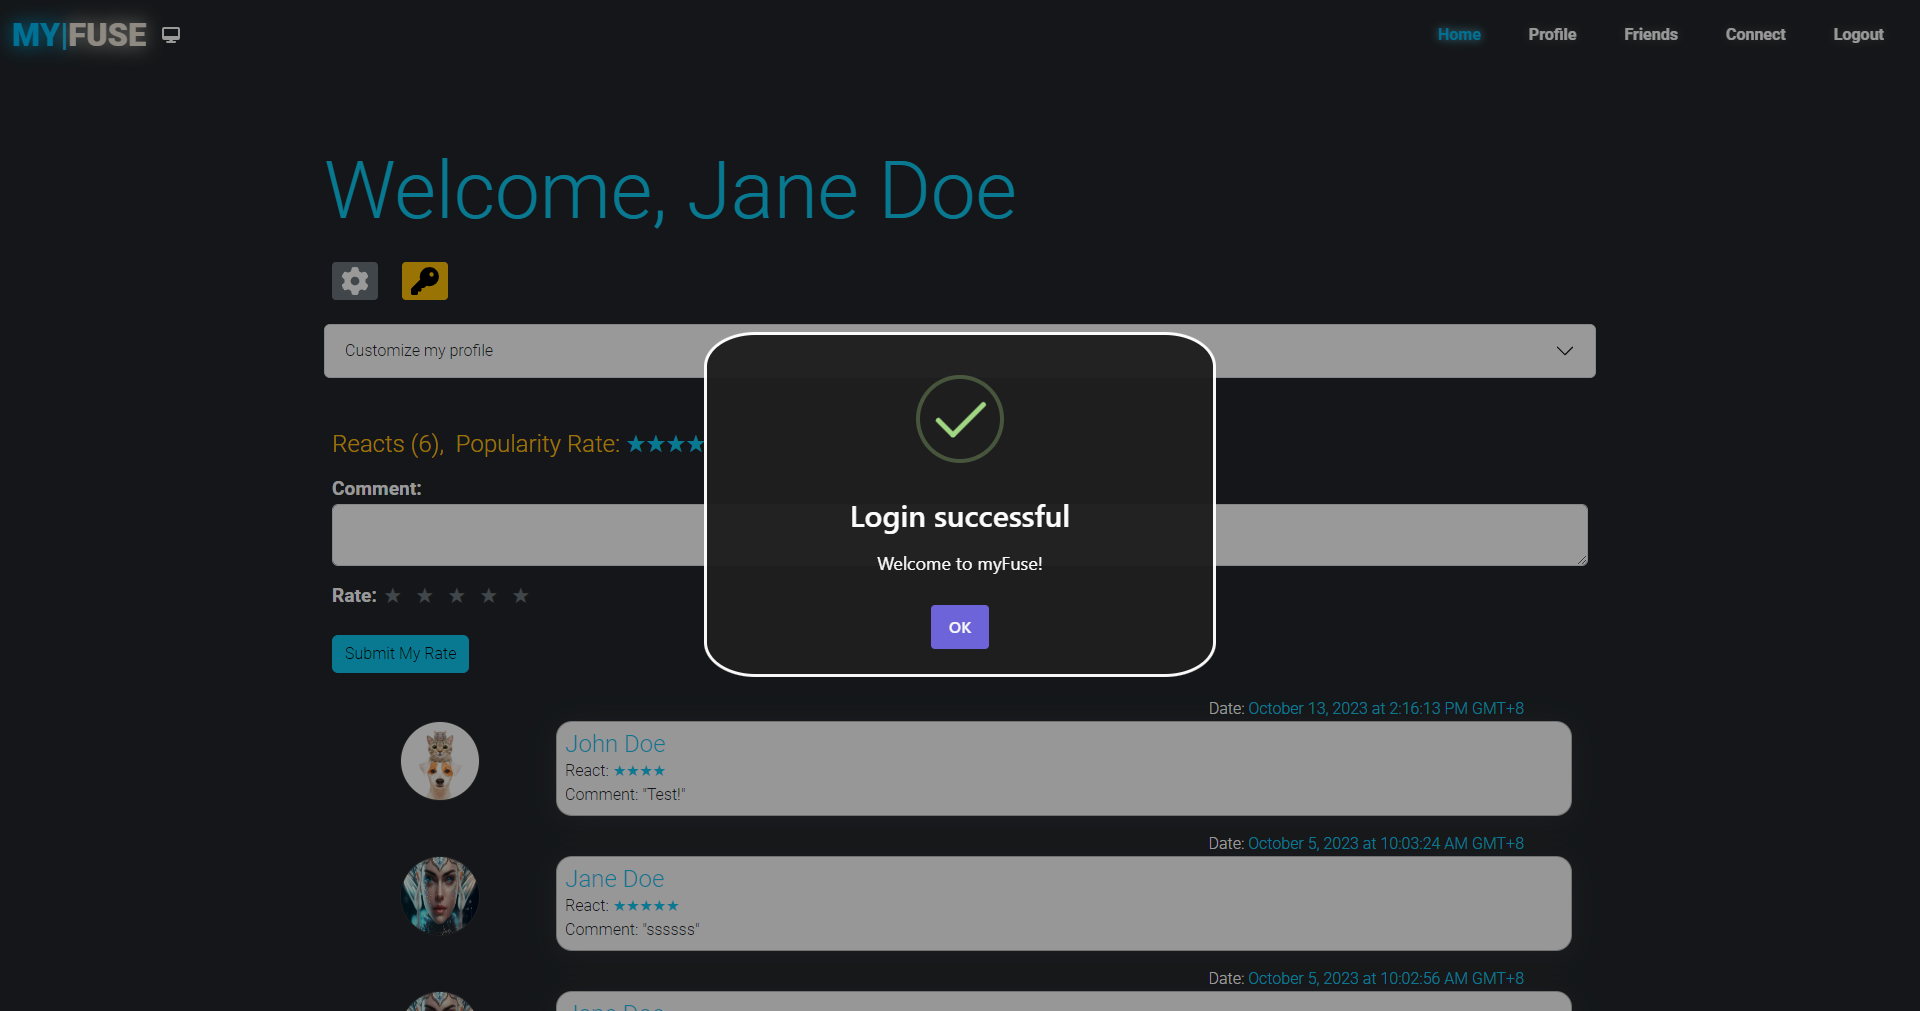 MY|FUSE
Home Profile Friends Connect Logout
Welcome, Jane Doe
Customize my profile
Reacts (6), Popularity Rate: ★★★★
Login successful
Welcome to myFuse!
OK
Comment:
Rate: ★ ★ ★ ★ ★
Submit My Rate
Date: October 13, 2023 at 2:16:13 PM GMT+8
John Doe
React: ★★★★
Comment: "Test!"
Date: October 5, 2023 at 10:03:24 AM GMT+8
Jane Doe
React: ★★★★★
Comment: "ssssss"
Date: October 5, 2023 at 10:02:56 AM GMT+8
Jane Doe